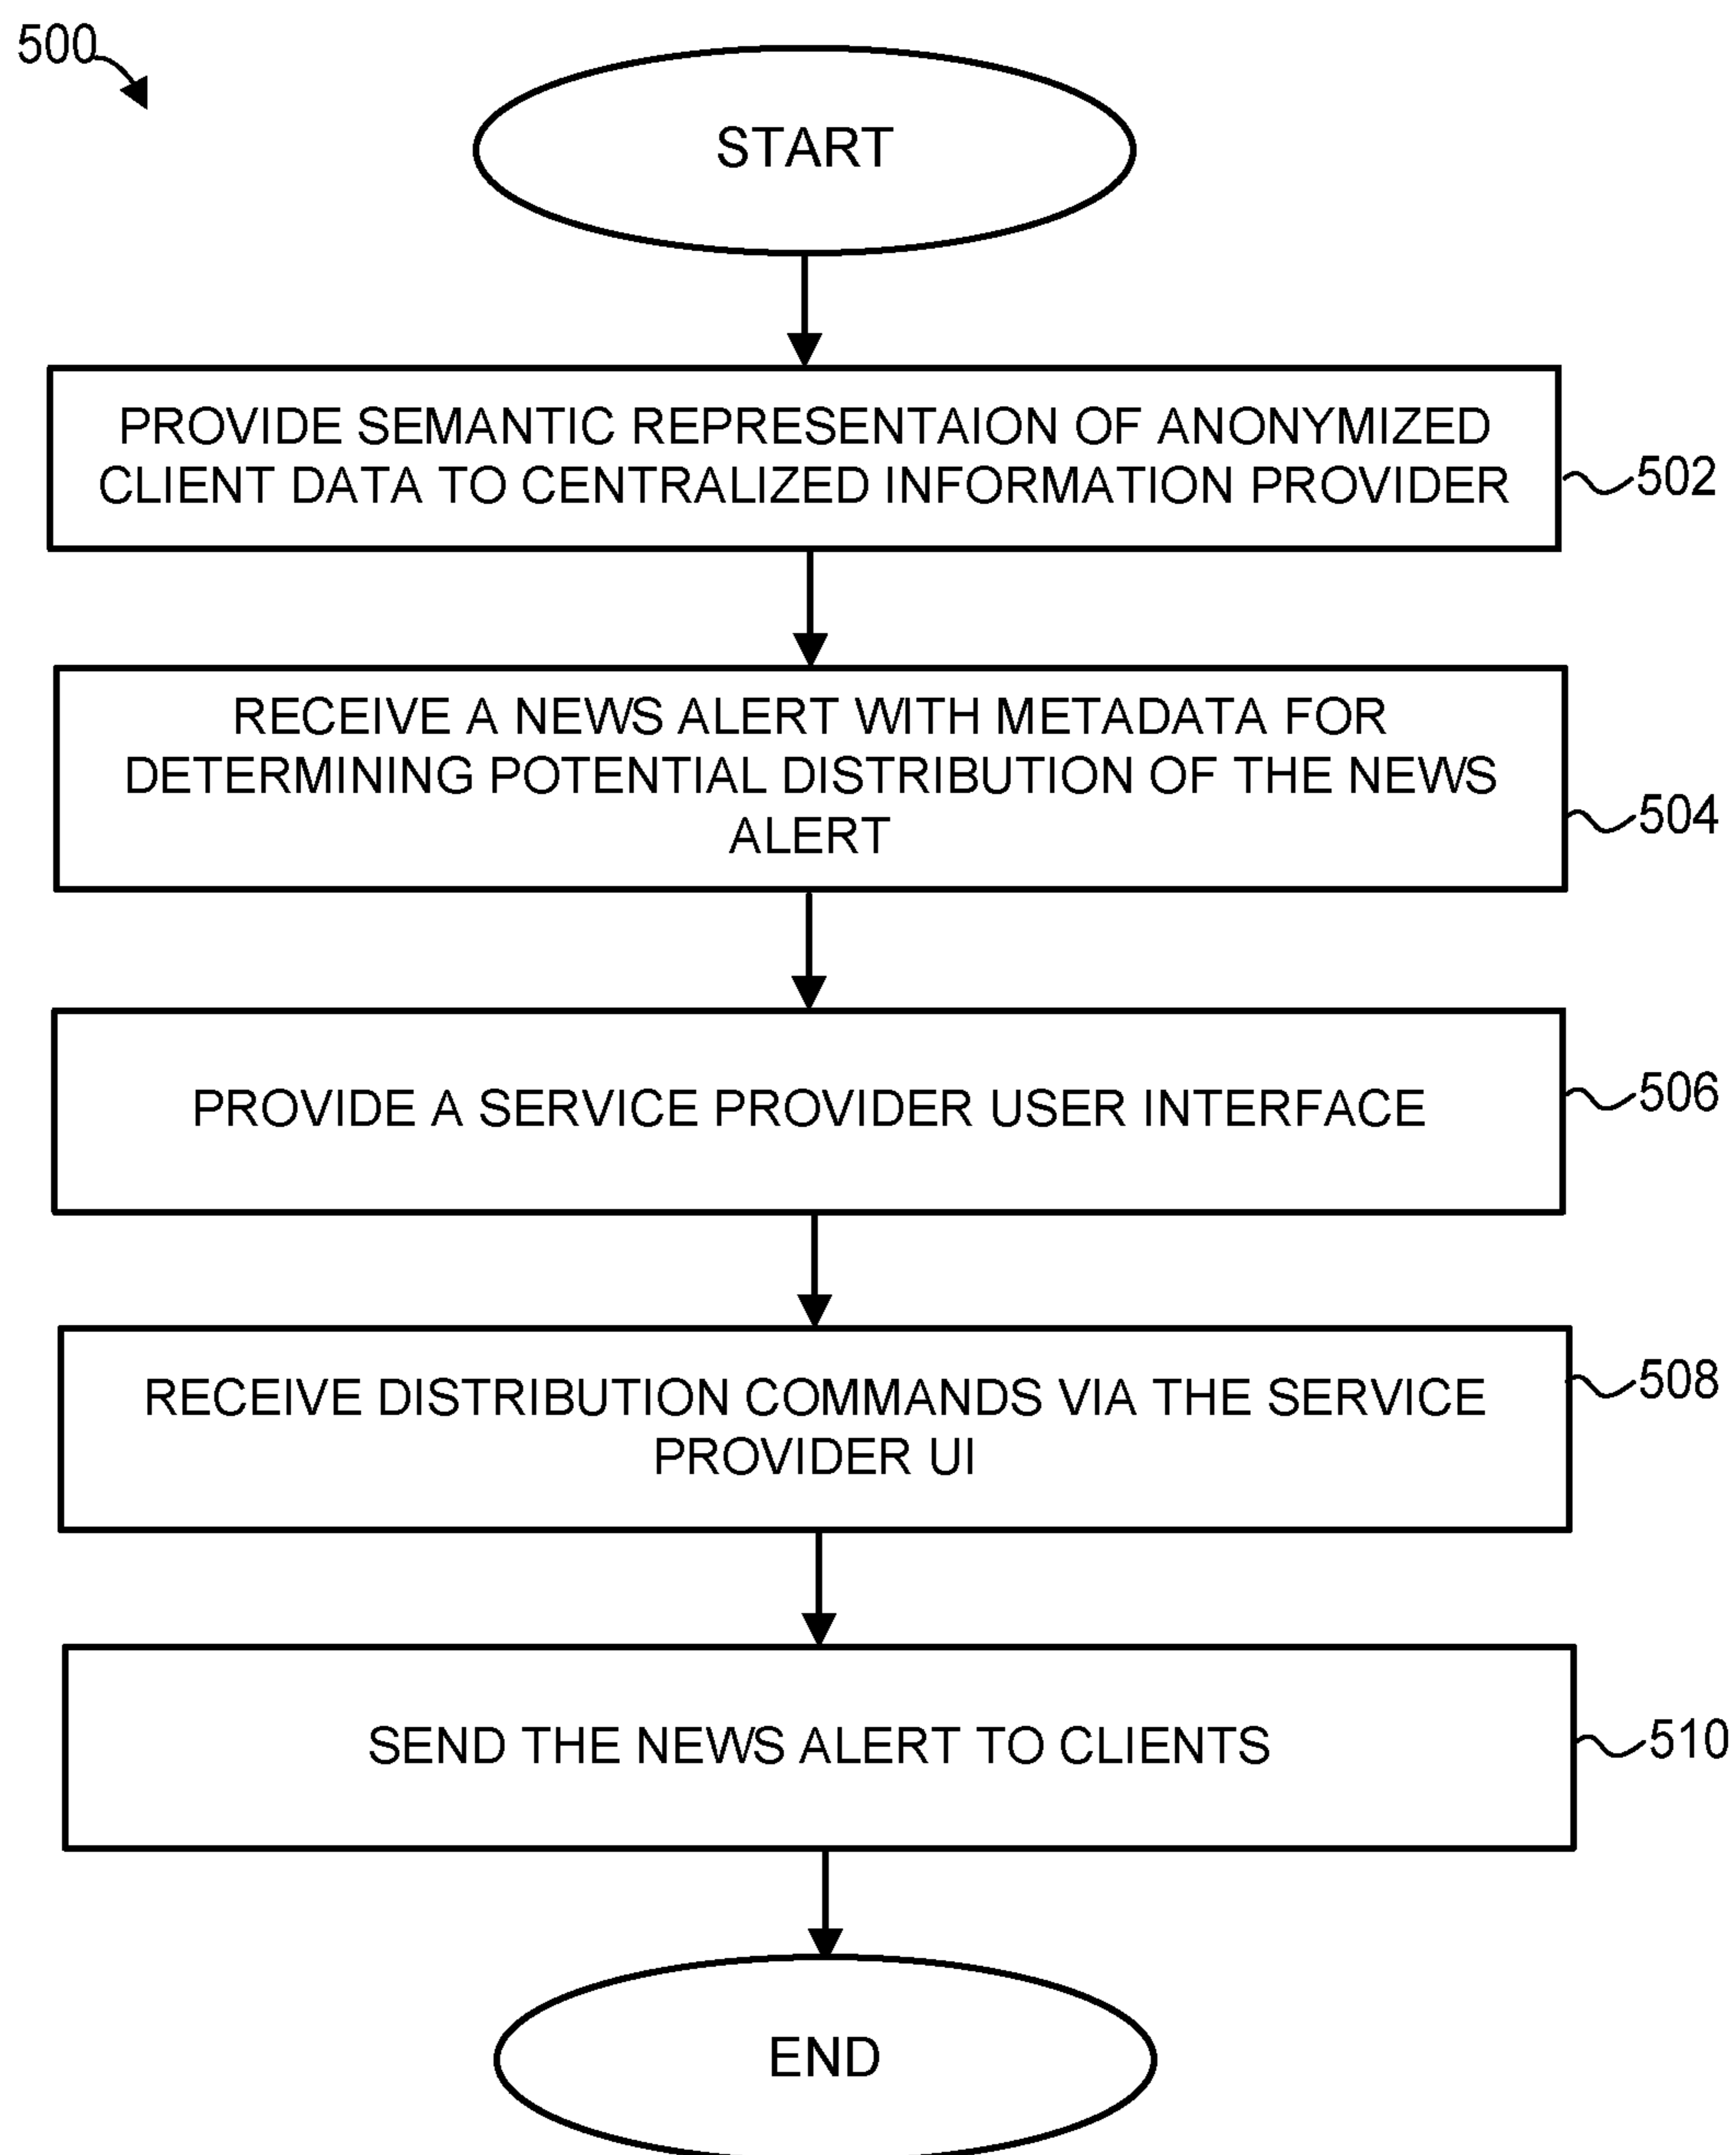 500
START
PROVIDE SEMANTIC REPRESENTAION OF ANONYMIZED
CLIENT DATA TO CENTRALIZED INFORMATION PROVIDER
502
RECEIVE A NEWS ALERT WITH METADATA FOR
DETERMINING POTENTIAL DISTRIBUTION OF THE NEWS
ALERT
504
PROVIDE A SERVICE PROVIDER USER INTERFACE
506
RECEIVE DISTRIBUTION COMMANDS VIA THE SERVICE
PROVIDER UI
508
SEND THE NEWS ALERT TO CLIENTS
510
END